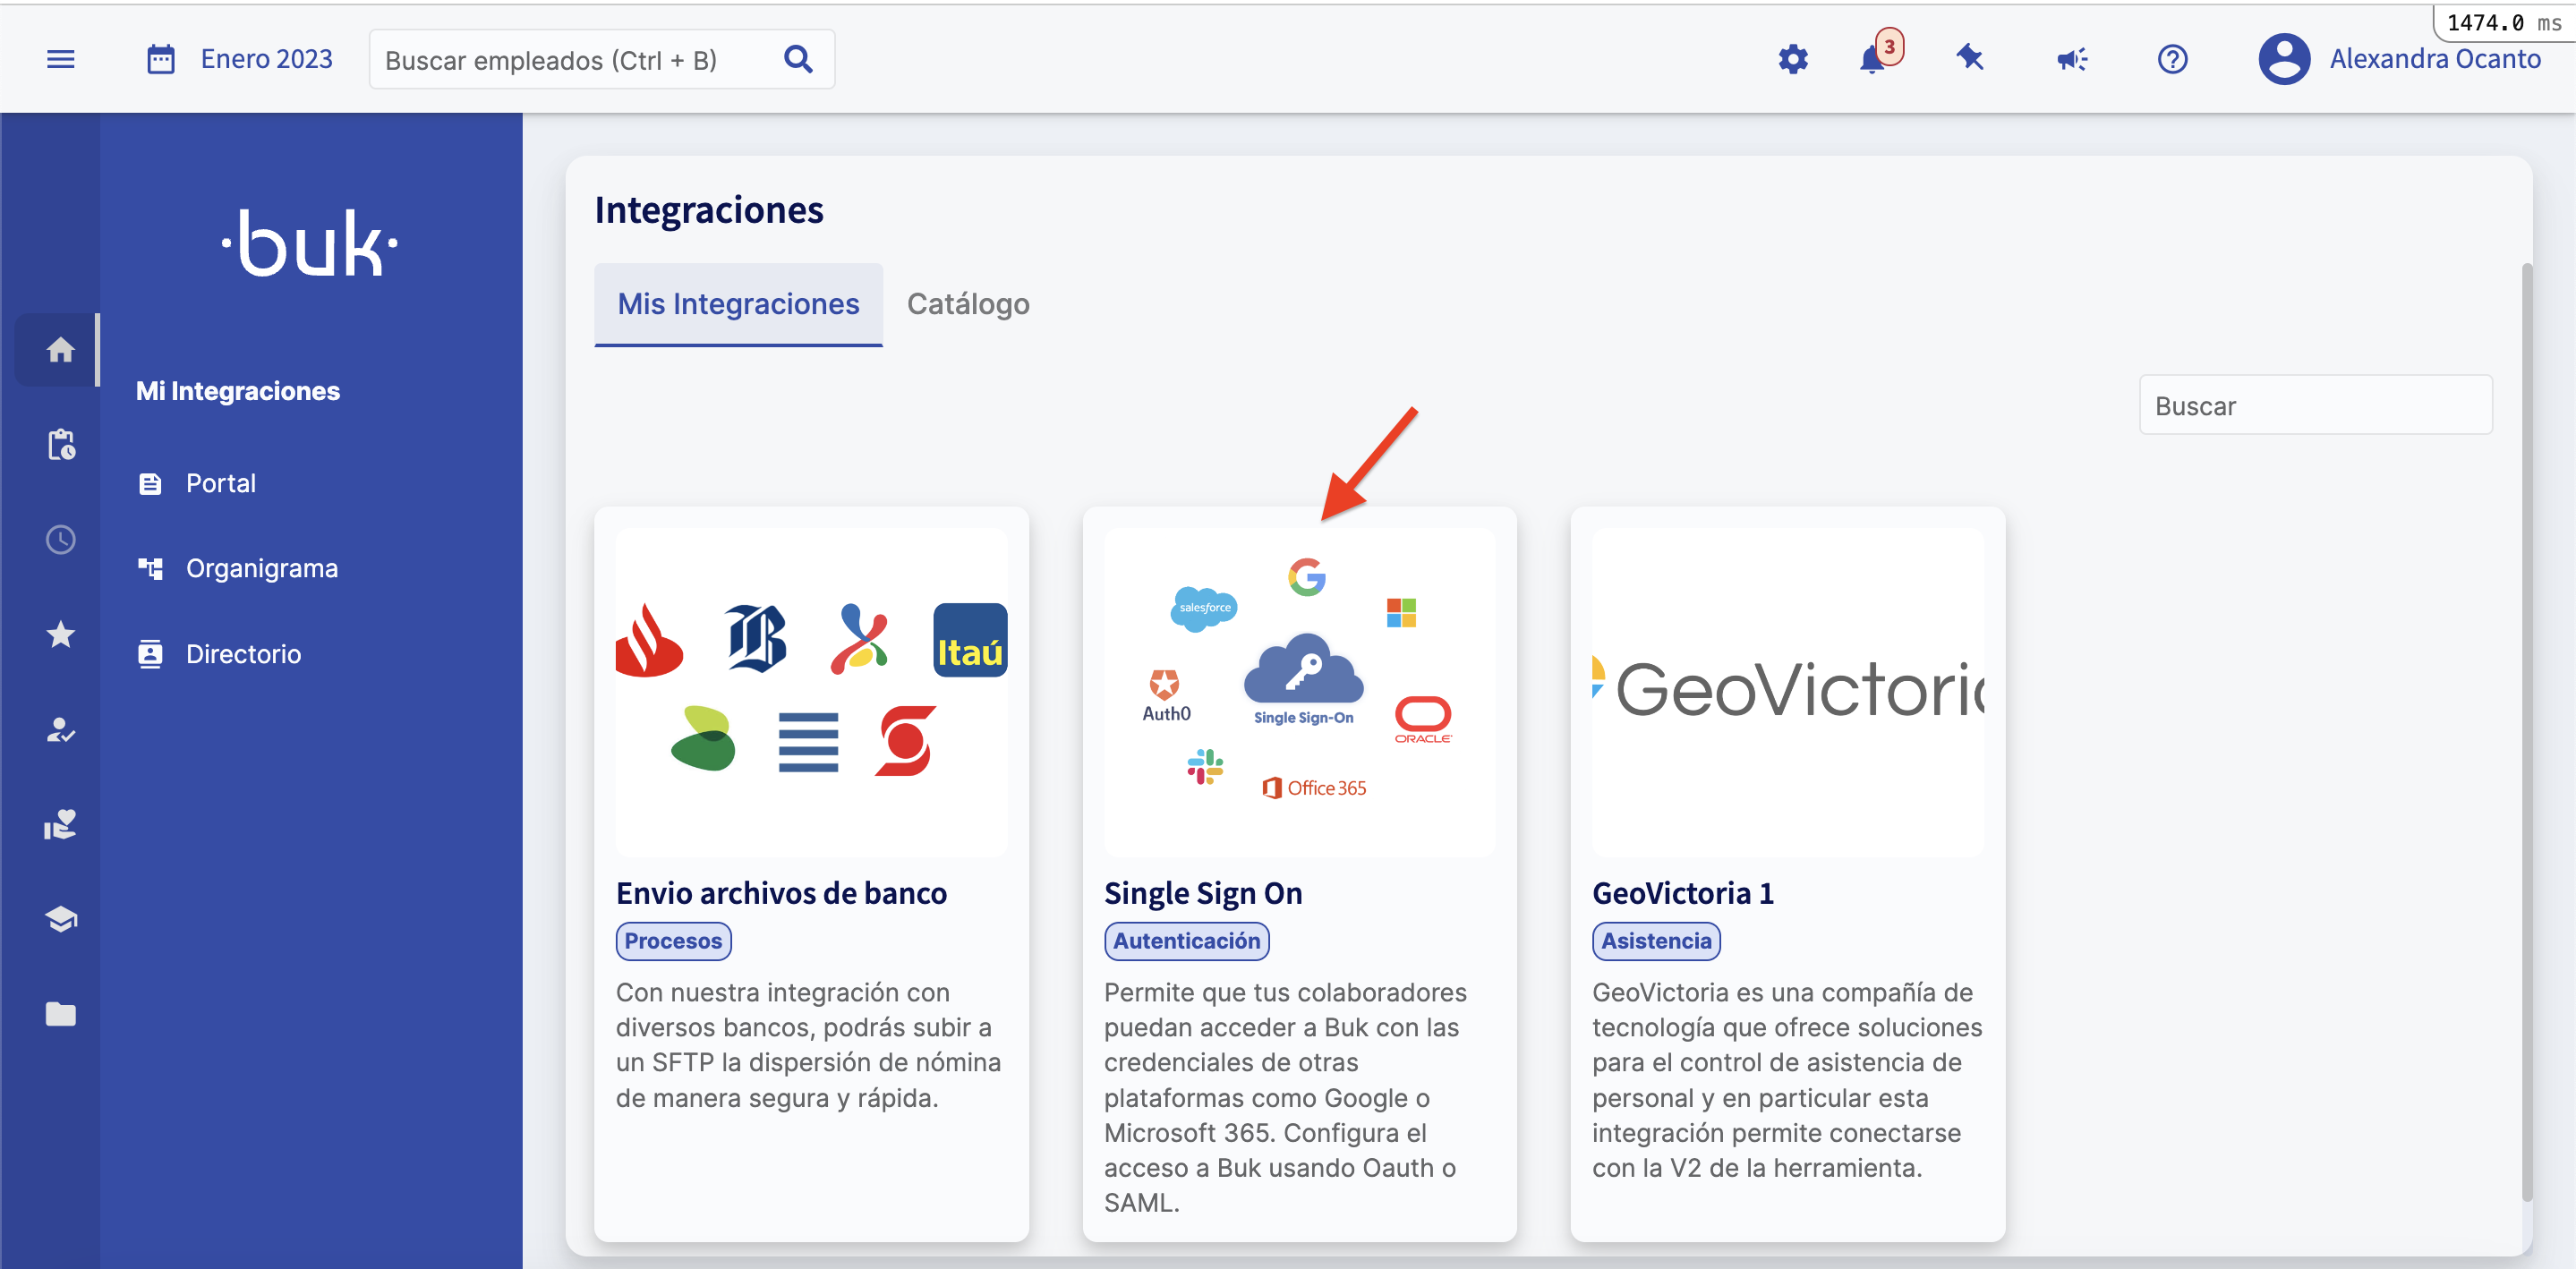 1474.0 ms
Enero 2023
Buscar empleados (Ctrl + B)
3
Alexandra Ocanto
·buk·
Mi Integraciones
Portal
Organigrama
Directorio
Integraciones
Mis Integraciones
Catálogo
Buscar
Itaú
Envio archivos de banco
Procesos
Con nuestra integración con
diversos bancos, podrás subir a
un SFTP la dispersión de nómina
de manera segura y rápida.
salesforce
Auth0
Single Sign-On
ORACLE
Office 365
Single Sign On
Autenticación
Permite que tus colaboradores
puedan acceder a Buk con las
credenciales de otras
plataformas como Google o
Microsoft 365. Configura el
acceso a Buk usando Oauth o
SAML.
GeoVictoria
GeoVictoria 1
Asistencia
GeoVictoria es una compañía de
tecnología que ofrece soluciones
para el control de asistencia de
personal y en particular esta
integración permite conectarse
con la V2 de la herramienta.